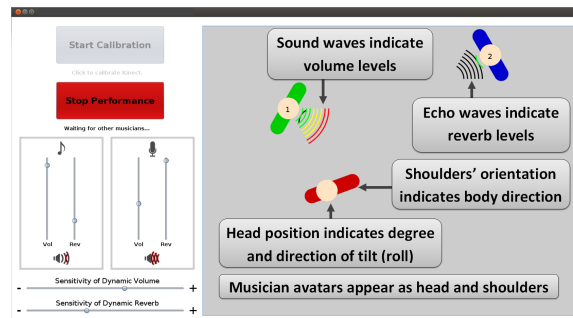 Start Calibration
Click to calibrate Kinect.
Stop Performance
Waiting for other musicians...
Vol Rev Vol Rev
Sensitivity of Dynamic Volume
- +
Sensitivity of Dynamic Reverb
- +
Sound waves indicate
volume levels
1
2
Echo waves indicate
reverb levels
Shoulders' orientation
indicates body direction
Head position indicates degree
and direction of tilt (roll)
Musician avatars appear as head and shoulders